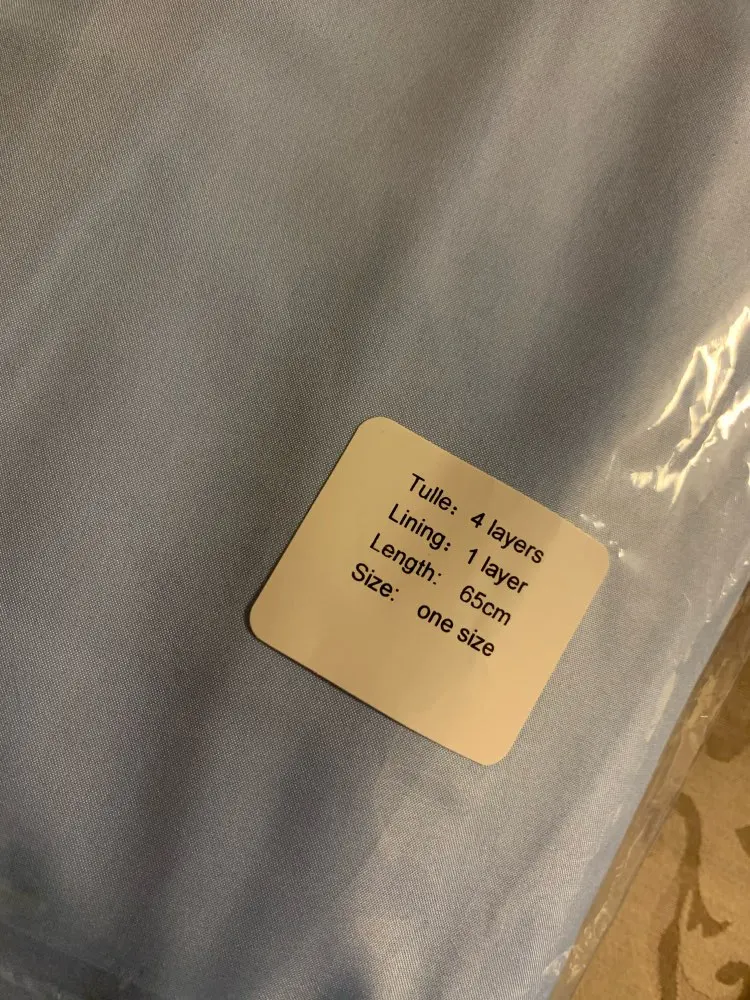 Tulle: 4 layers
Lining: 1 layer
Length: 65cm
Size: one size